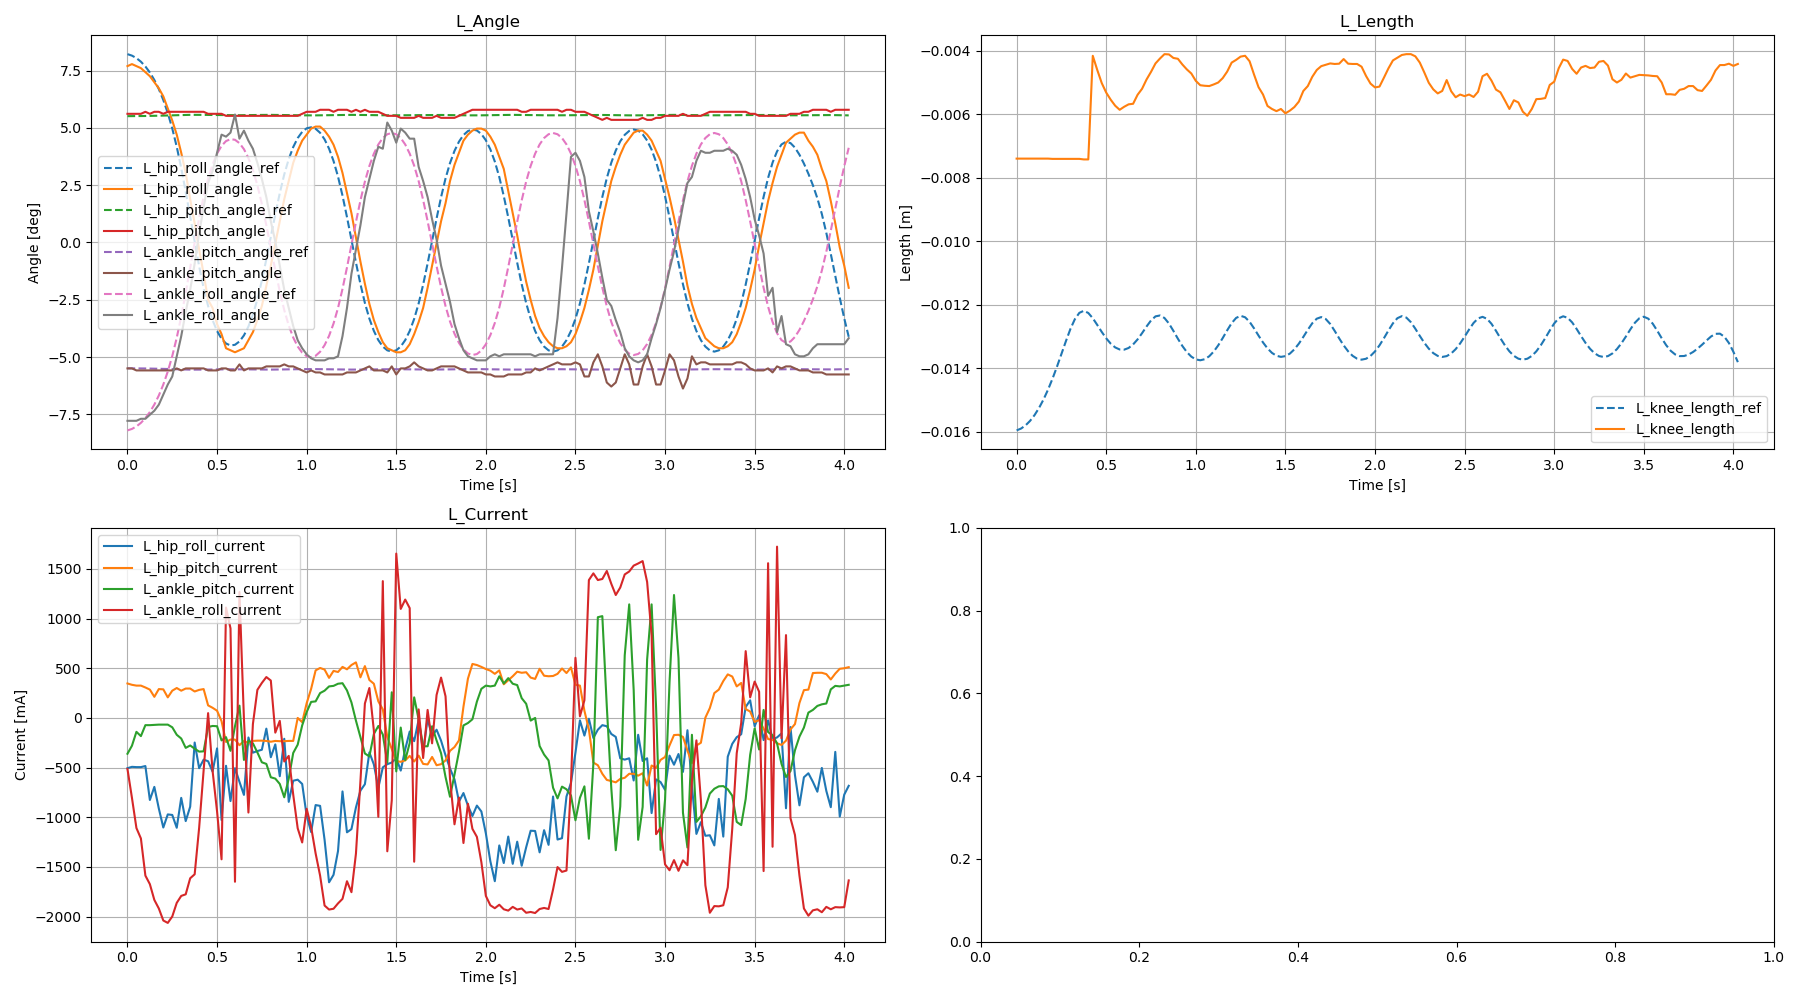 L_Angle
Angle [deg]
7.5
5.0
2.5
0.0
−2.5
−5.0
−7.5
L_hip_roll_angle_ref
L_hip_roll_angle
L_hip_pitch_angle_ref
L_hip_pitch_angle
L_ankle_pitch_angle_ref
L_ankle_pitch_angle
L_ankle_roll_angle_ref
L_ankle_roll_angle
0.0 0.5 1.0 1.5 2.0 2.5 3.0 3.5 4.0
Time [s]
L_Length
Length [m]
−0.004
−0.006
−0.008
−0.010
−0.012
−0.014
−0.016
L_knee_length_ref
L_knee_length
0.0 0.5 1.0 1.5 2.0 2.5 3.0 3.5 4.0
Time [s]
L_Current
Current [mA]
1500
1000
500
0
−500
−1000
−1500
−2000
L_hip_roll_current
L_hip_pitch_current
L_ankle_pitch_current
L_ankle_roll_current
0.0 0.5 1.0 1.5 2.0 2.5 3.0 3.5 4.0
Time [s]
1.0
0.8
0.6
0.4
0.2
0.0
0.0 0.2 0.4 0.6 0.8 1.0